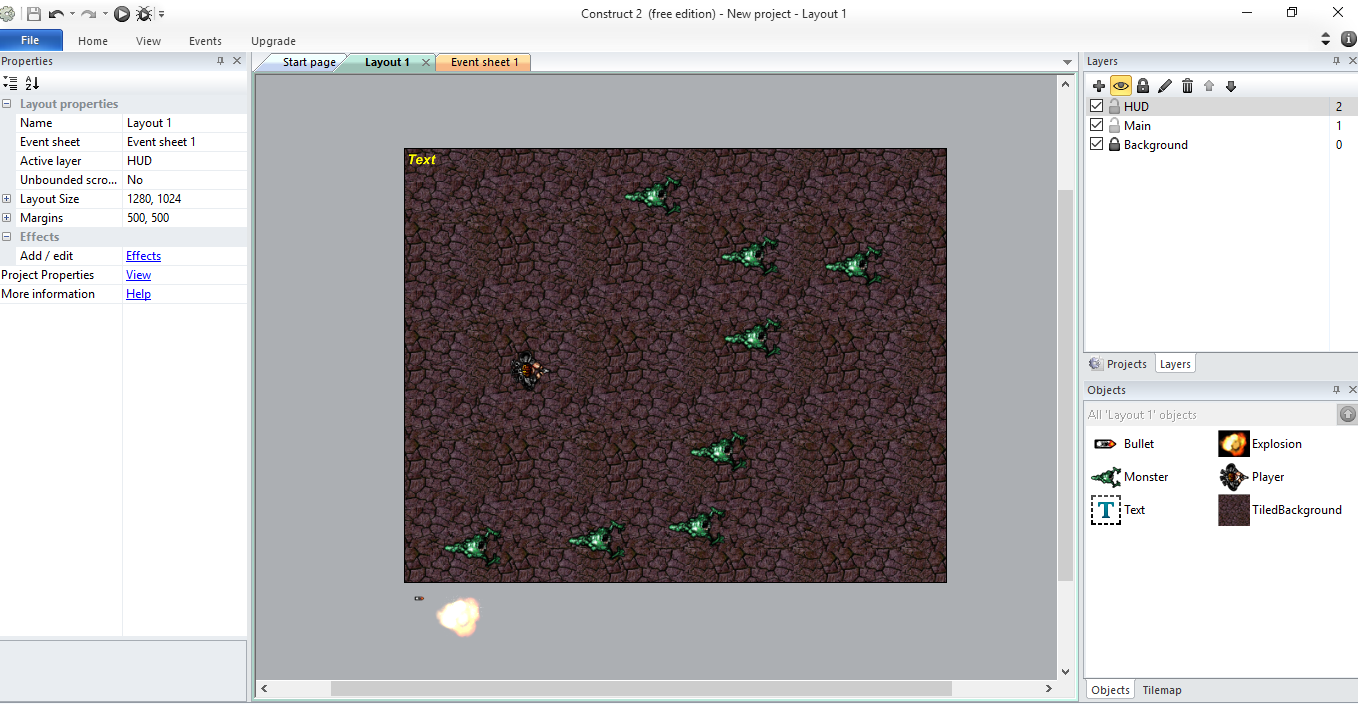 Construct 2 (free edition) - New project - Layout 1
File Home View Events Upgrade
Properties
Layout properties
Name Layout 1
Event sheet Event sheet 1
Active layer HUD
Unbounded scro... No
Layout Size 1280, 1024
Margins 500, 500
Effects
Add / edit Effects
Project Properties View
More information Help
Start page Layout 1 Event sheet 1
Text
Layers
HUD 2
Main 1
Background 0
Projects Layers
Objects
All 'Layout 1' objects
Bullet Explosion
Monster Player
T Text TiledBackground
Objects Tilemap